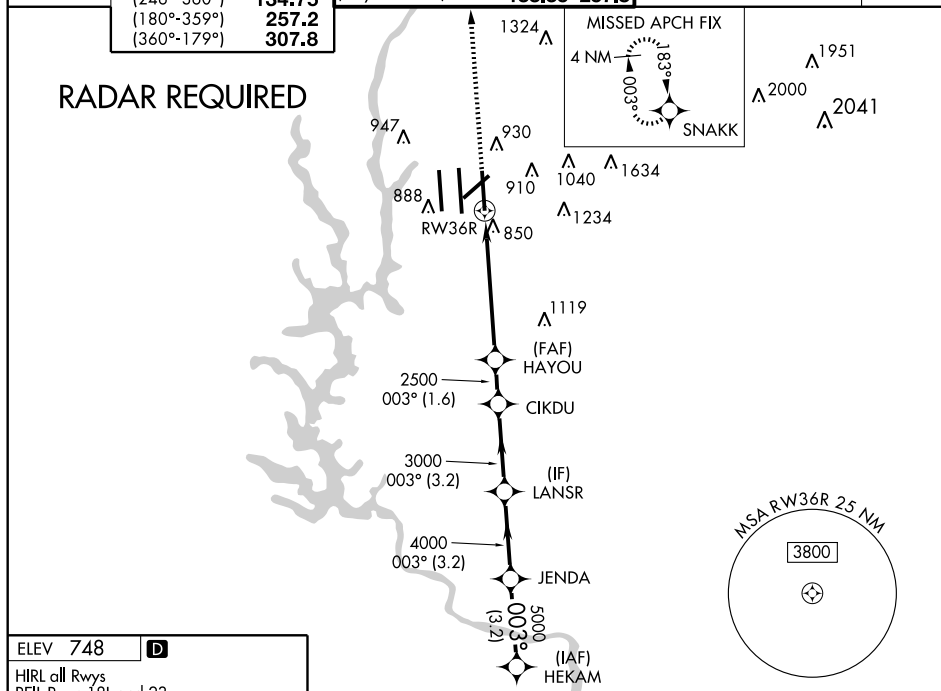 (180°-359°) 257.2
(360°-179°) 307.8
RADAR REQUIRED
1324
MISSED APCH FIX
4 NM
003°
183°
SNAKK
1951
2000
2041
947
930
910
1040
1634
888
1234
RW36R
850
1119
(FAF)
HAYOU
2500
003° (1.6)
CIKDU
3000
003° (3.2)
(IF)
LANSR
4000
003° (3.2)
JENDA
5000
003°
(3.2)
(IAF)
HEKAM
MSA RW36R 25 NM
3800
ELEV 748 D
HIRL all Rwys